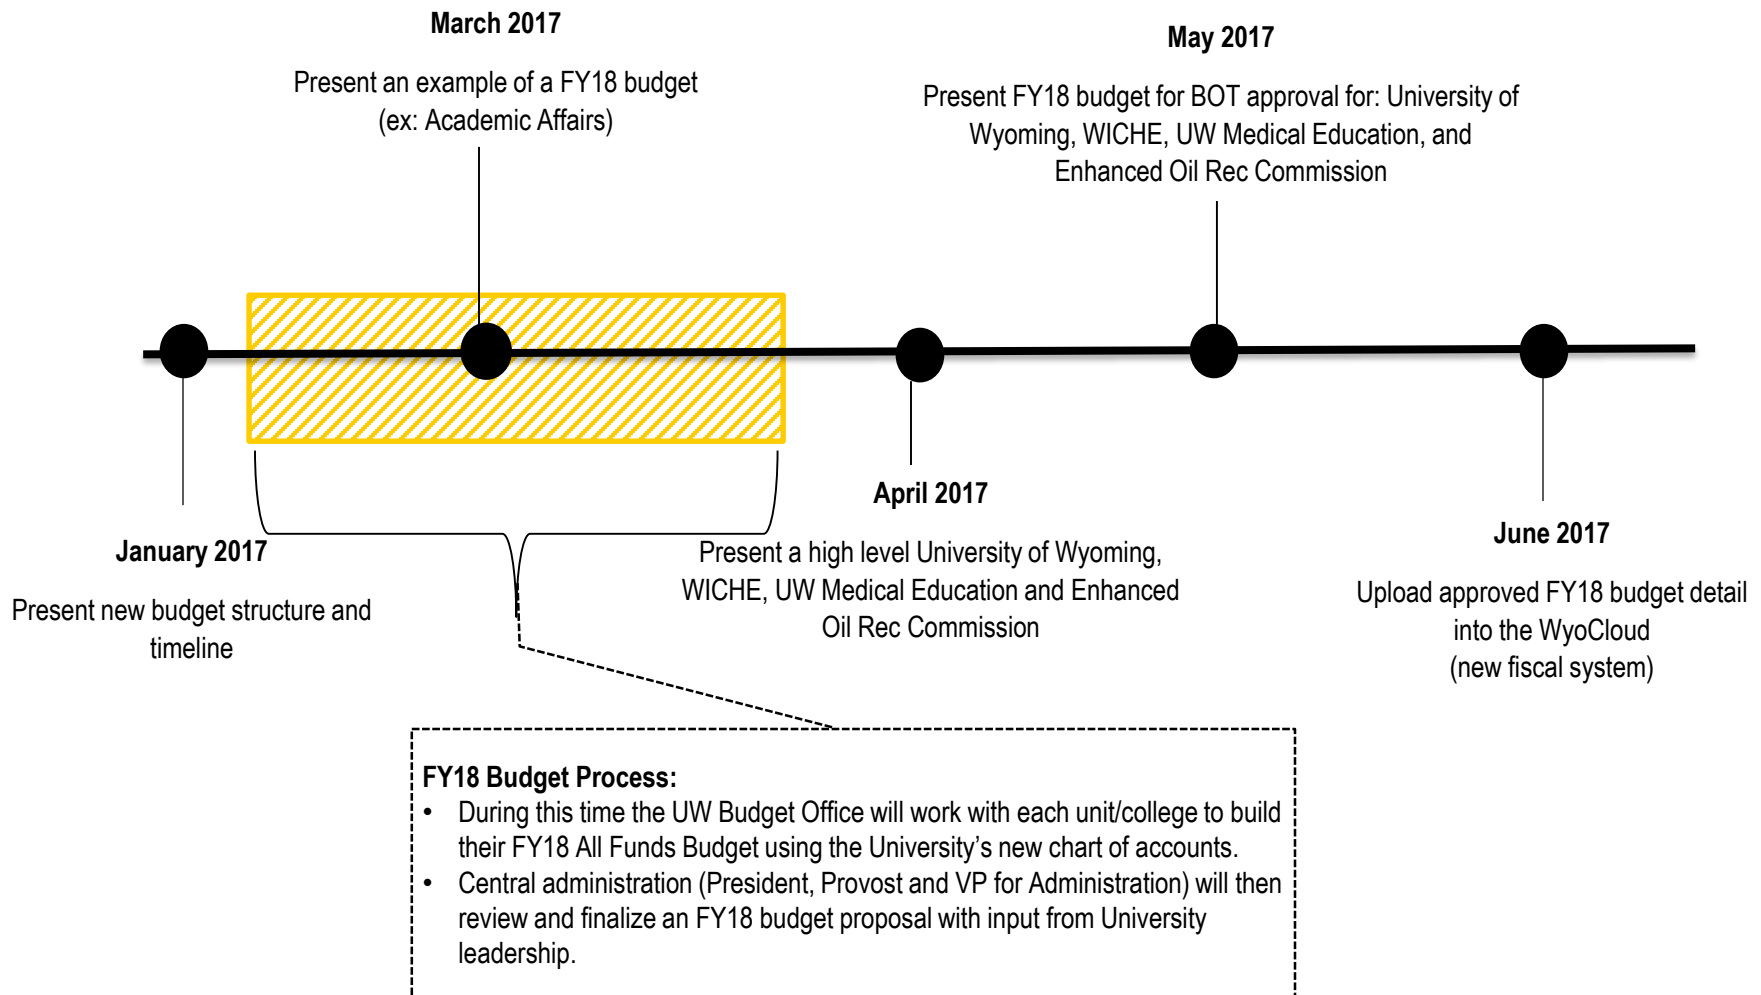 March 2017
Present an example of a FY18 budget
(ex: Academic Affairs)
May 2017
Present FY18 budget for BOT approval for: University of
Wyoming, WICHE, UW Medical Education, and
Enhanced Oil Rec Commission
January 2017
Present new budget structure and
timeline
April 2017
Present a high level University of Wyoming,
WICHE, UW Medical Education and Enhanced
Oil Rec Commission
June 2017
Upload approved FY18 budget detail
into the WyoCloud
(new fiscal system)
FY18 Budget Process:
• During this time the UW Budget Office will work with each unit/college to build
their FY18 All Funds Budget using the University’s new chart of accounts.
• Central administration (President, Provost and VP for Administration) will then
review and finalize an FY18 budget proposal with input from University
leadership.